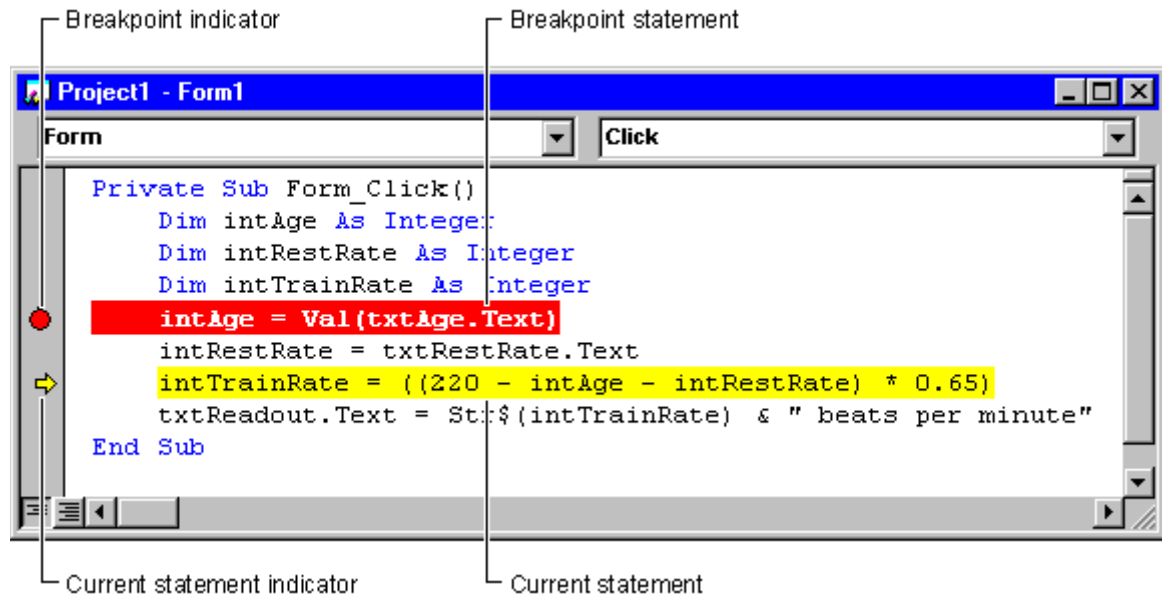 Breakpoint indicator
Breakpoint statement
Project1 - Form1
Form
Click
Private Sub Form_Click()
Dim intAge As Integer
Dim intRestRate As Integer
Dim intTrainRate As Integer
intAge = Val(txtAge.Text)
intRestRate = txtRestRate.Text
intTrainRate = ((220 - intAge - intRestRate) * 0.65)
txtReadout.Text = Str$(intTrainRate) & " beats per minute"
End Sub
Current statement indicator
Current statement